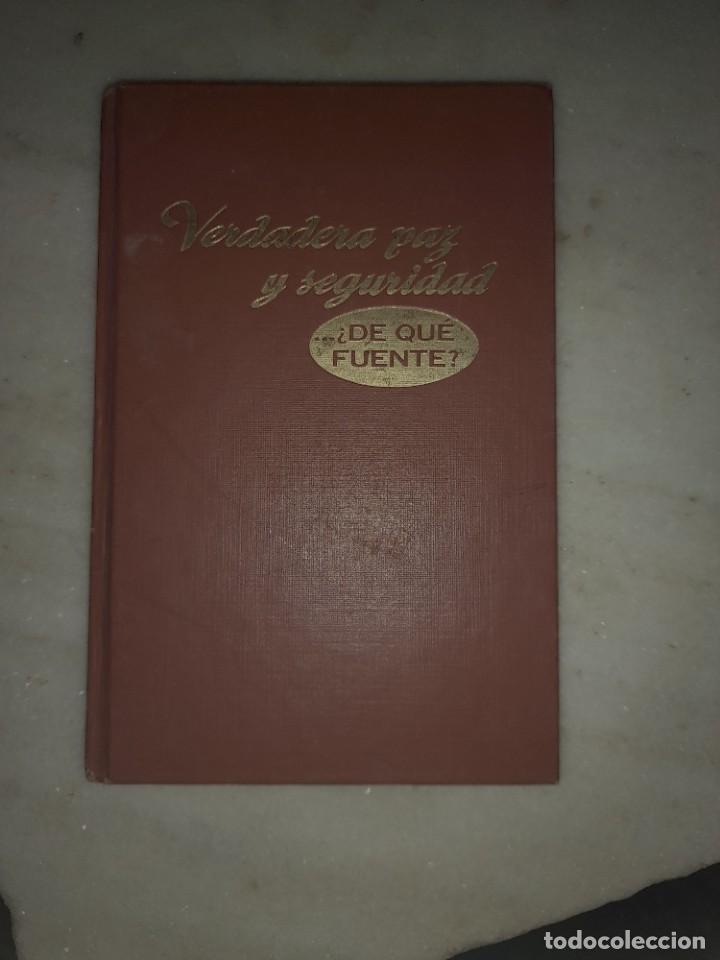 Verdadera paz
y seguridad
...¿DE QUÉ
FUENTE?
todocoleccion